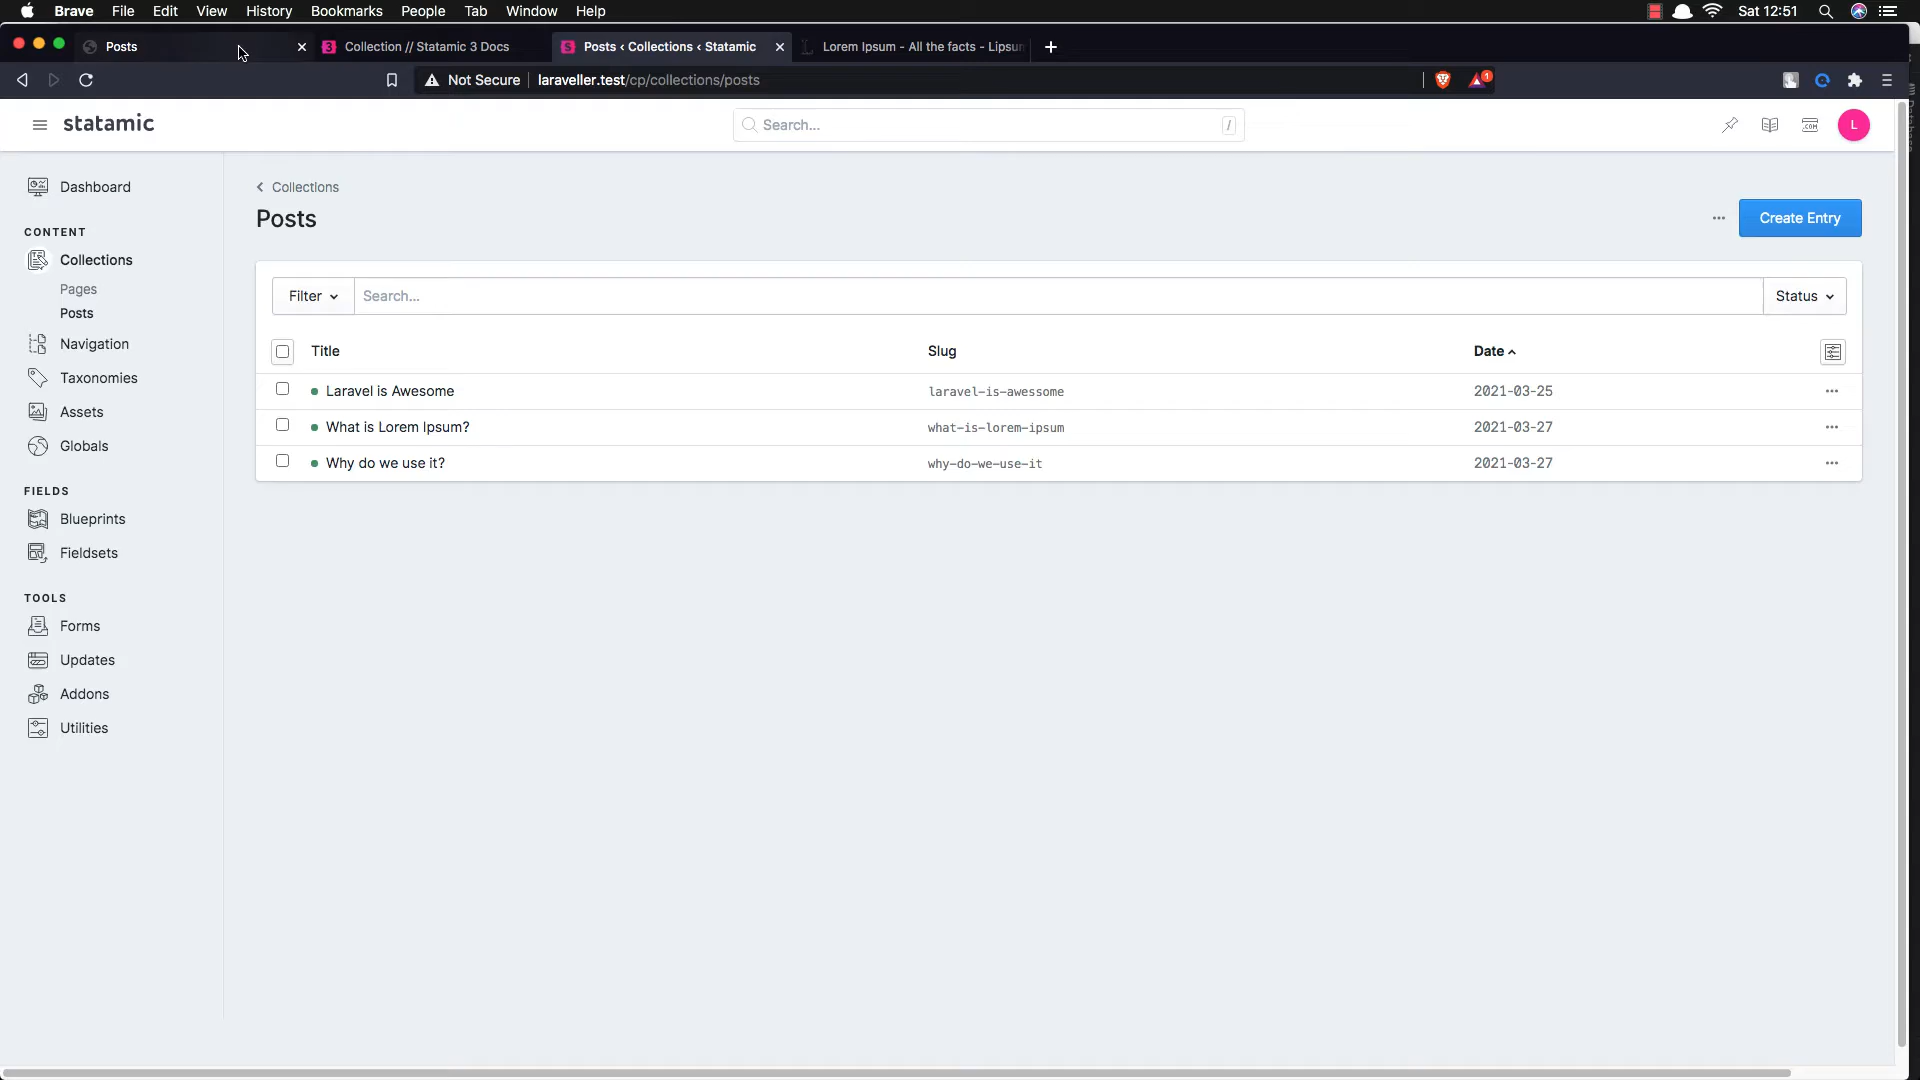 Brave File Edit View History Bookmarks People Tab Window Help Sat 12:51
Posts Collection // Statamic 3 Docs Posts ‹ Collections ‹ Statamic Lorem Ipsum - All the facts - Lipsum
Not Secure laraveller.test/cp/collections/posts 1
statamic Search... / .COM L
Dashboard
CONTENT
Collections
Pages
Posts
Navigation
Taxonomies
Assets
Globals
FIELDS
Blueprints
Fieldsets
TOOLS
Forms
Updates
Addons
Utilities
Collections
Posts
Create Entry
Filter Search... Status
Title Slug Date
Laravel is Awesome laravel-is-awessome 2021-03-25
What is Lorem Ipsum? what-is-lorem-ipsum 2021-03-27
Why do we use it? why-do-we-use-it 2021-03-27